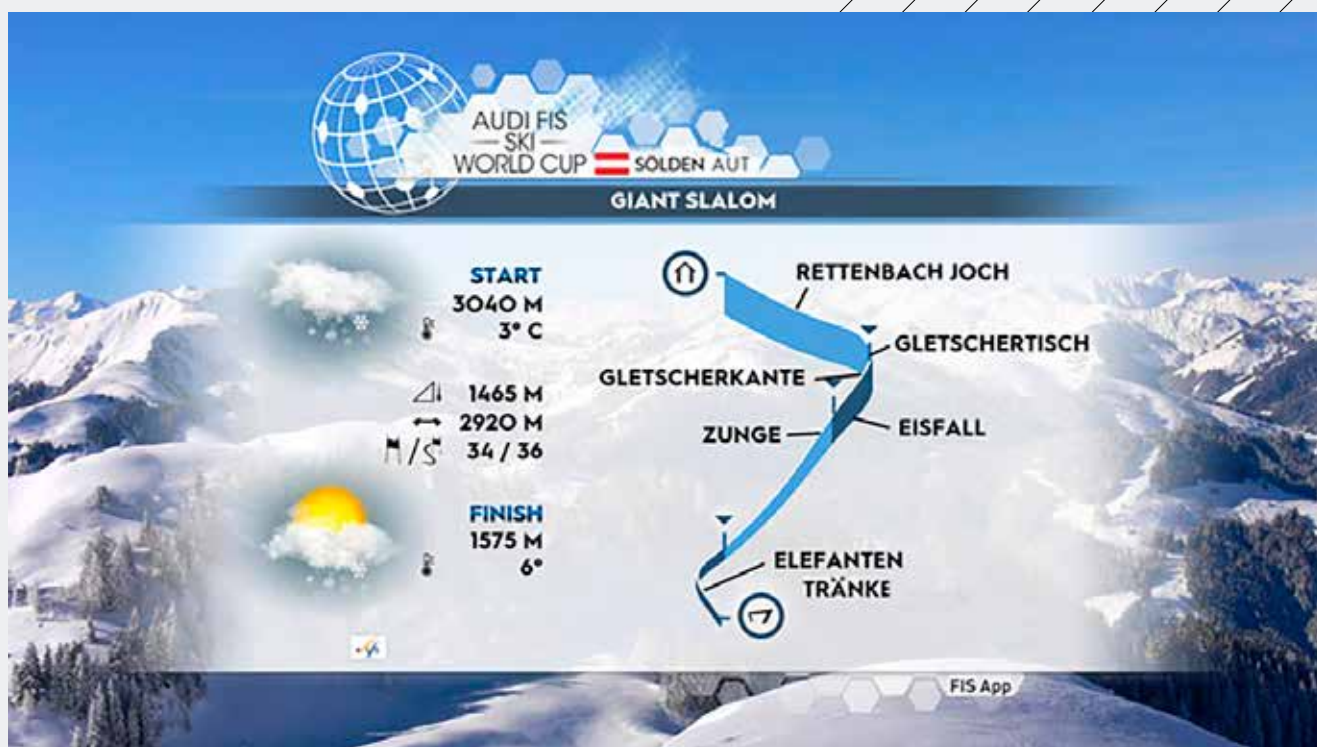 AUDI FIS
SKI
WORLD CUP
SÖLDEN AUT
GIANT SLALOM
START
3040 M
3° C
1465 M
2920 M
34 / 36
FINISH
1575 M
6°
RETTENBACH JOCH
GLETSCHERTISCH
GLETSCHERKANTE
EISFALL
ZUNGE
ELEFANTEN
TRÄNKE
FIS App